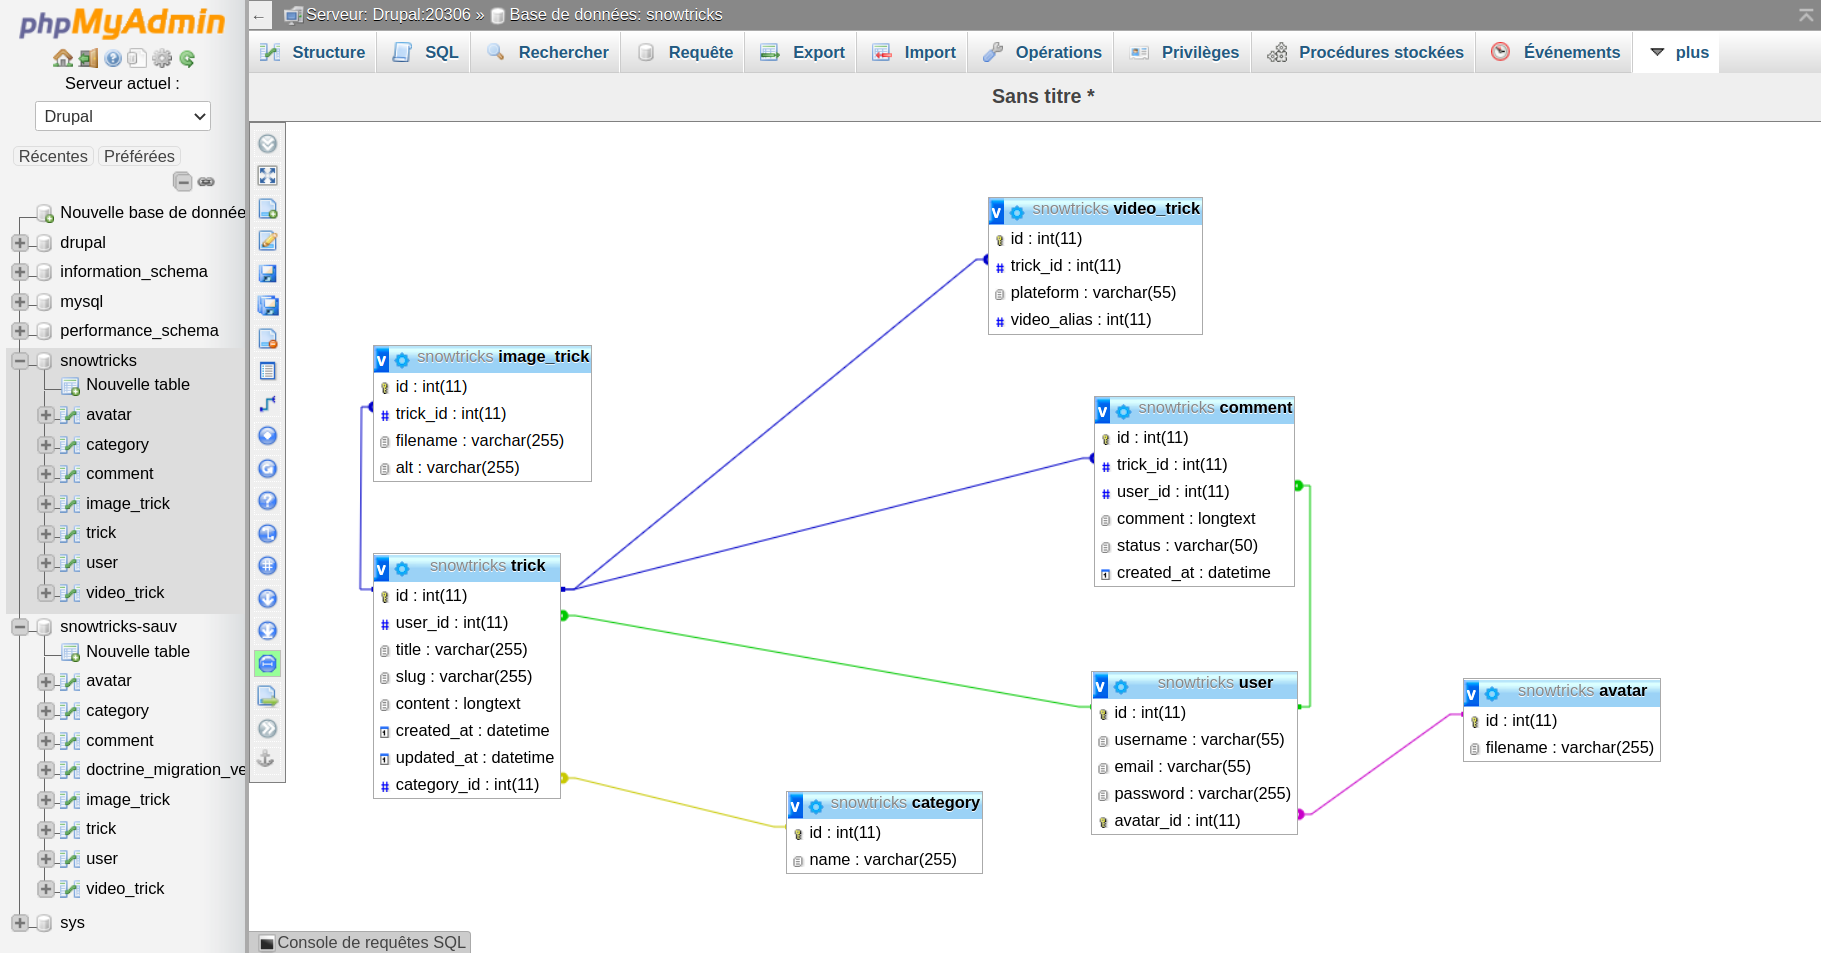 phpMyAdmin
Serveur actuel :
Drupal
Récentes
Préférées
Nouvelle base de donnée
drupal
information_schema
mysql
performance_schema
snowtricks
Nouvelle table
avatar
category
comment
image_trick
trick
user
video_trick
snowtricks-sauv
Nouvelle table
avatar
category
comment
doctrine_migration_ve
image_trick
trick
user
video_trick
sys
← Serveur: Drupal:20306 » Base de données: snowtricks
Structure
SQL
Rechercher
Requête
Export
Import
Opérations
Privilèges
Procédures stockées
Événements
plus
Sans titre *
v snowtricks video_trick
id : int(11)
# trick_id : int(11)
plateform : varchar(55)
# video_alias : int(11)
v snowtricks image_trick
id : int(11)
# trick_id : int(11)
filename : varchar(255)
alt : varchar(255)
v snowtricks comment
id : int(11)
# trick_id : int(11)
# user_id : int(11)
comment : longtext
status : varchar(50)
created_at : datetime
v snowtricks trick
id : int(11)
# user_id : int(11)
title : varchar(255)
slug : varchar(255)
content : longtext
created_at : datetime
updated_at : datetime
# category_id : int(11)
v snowtricks user
id : int(11)
username : varchar(55)
email : varchar(55)
password : varchar(255)
avatar_id : int(11)
v snowtricks avatar
id : int(11)
filename : varchar(255)
v snowtricks category
id : int(11)
name : varchar(255)
Console de requêtes SQL